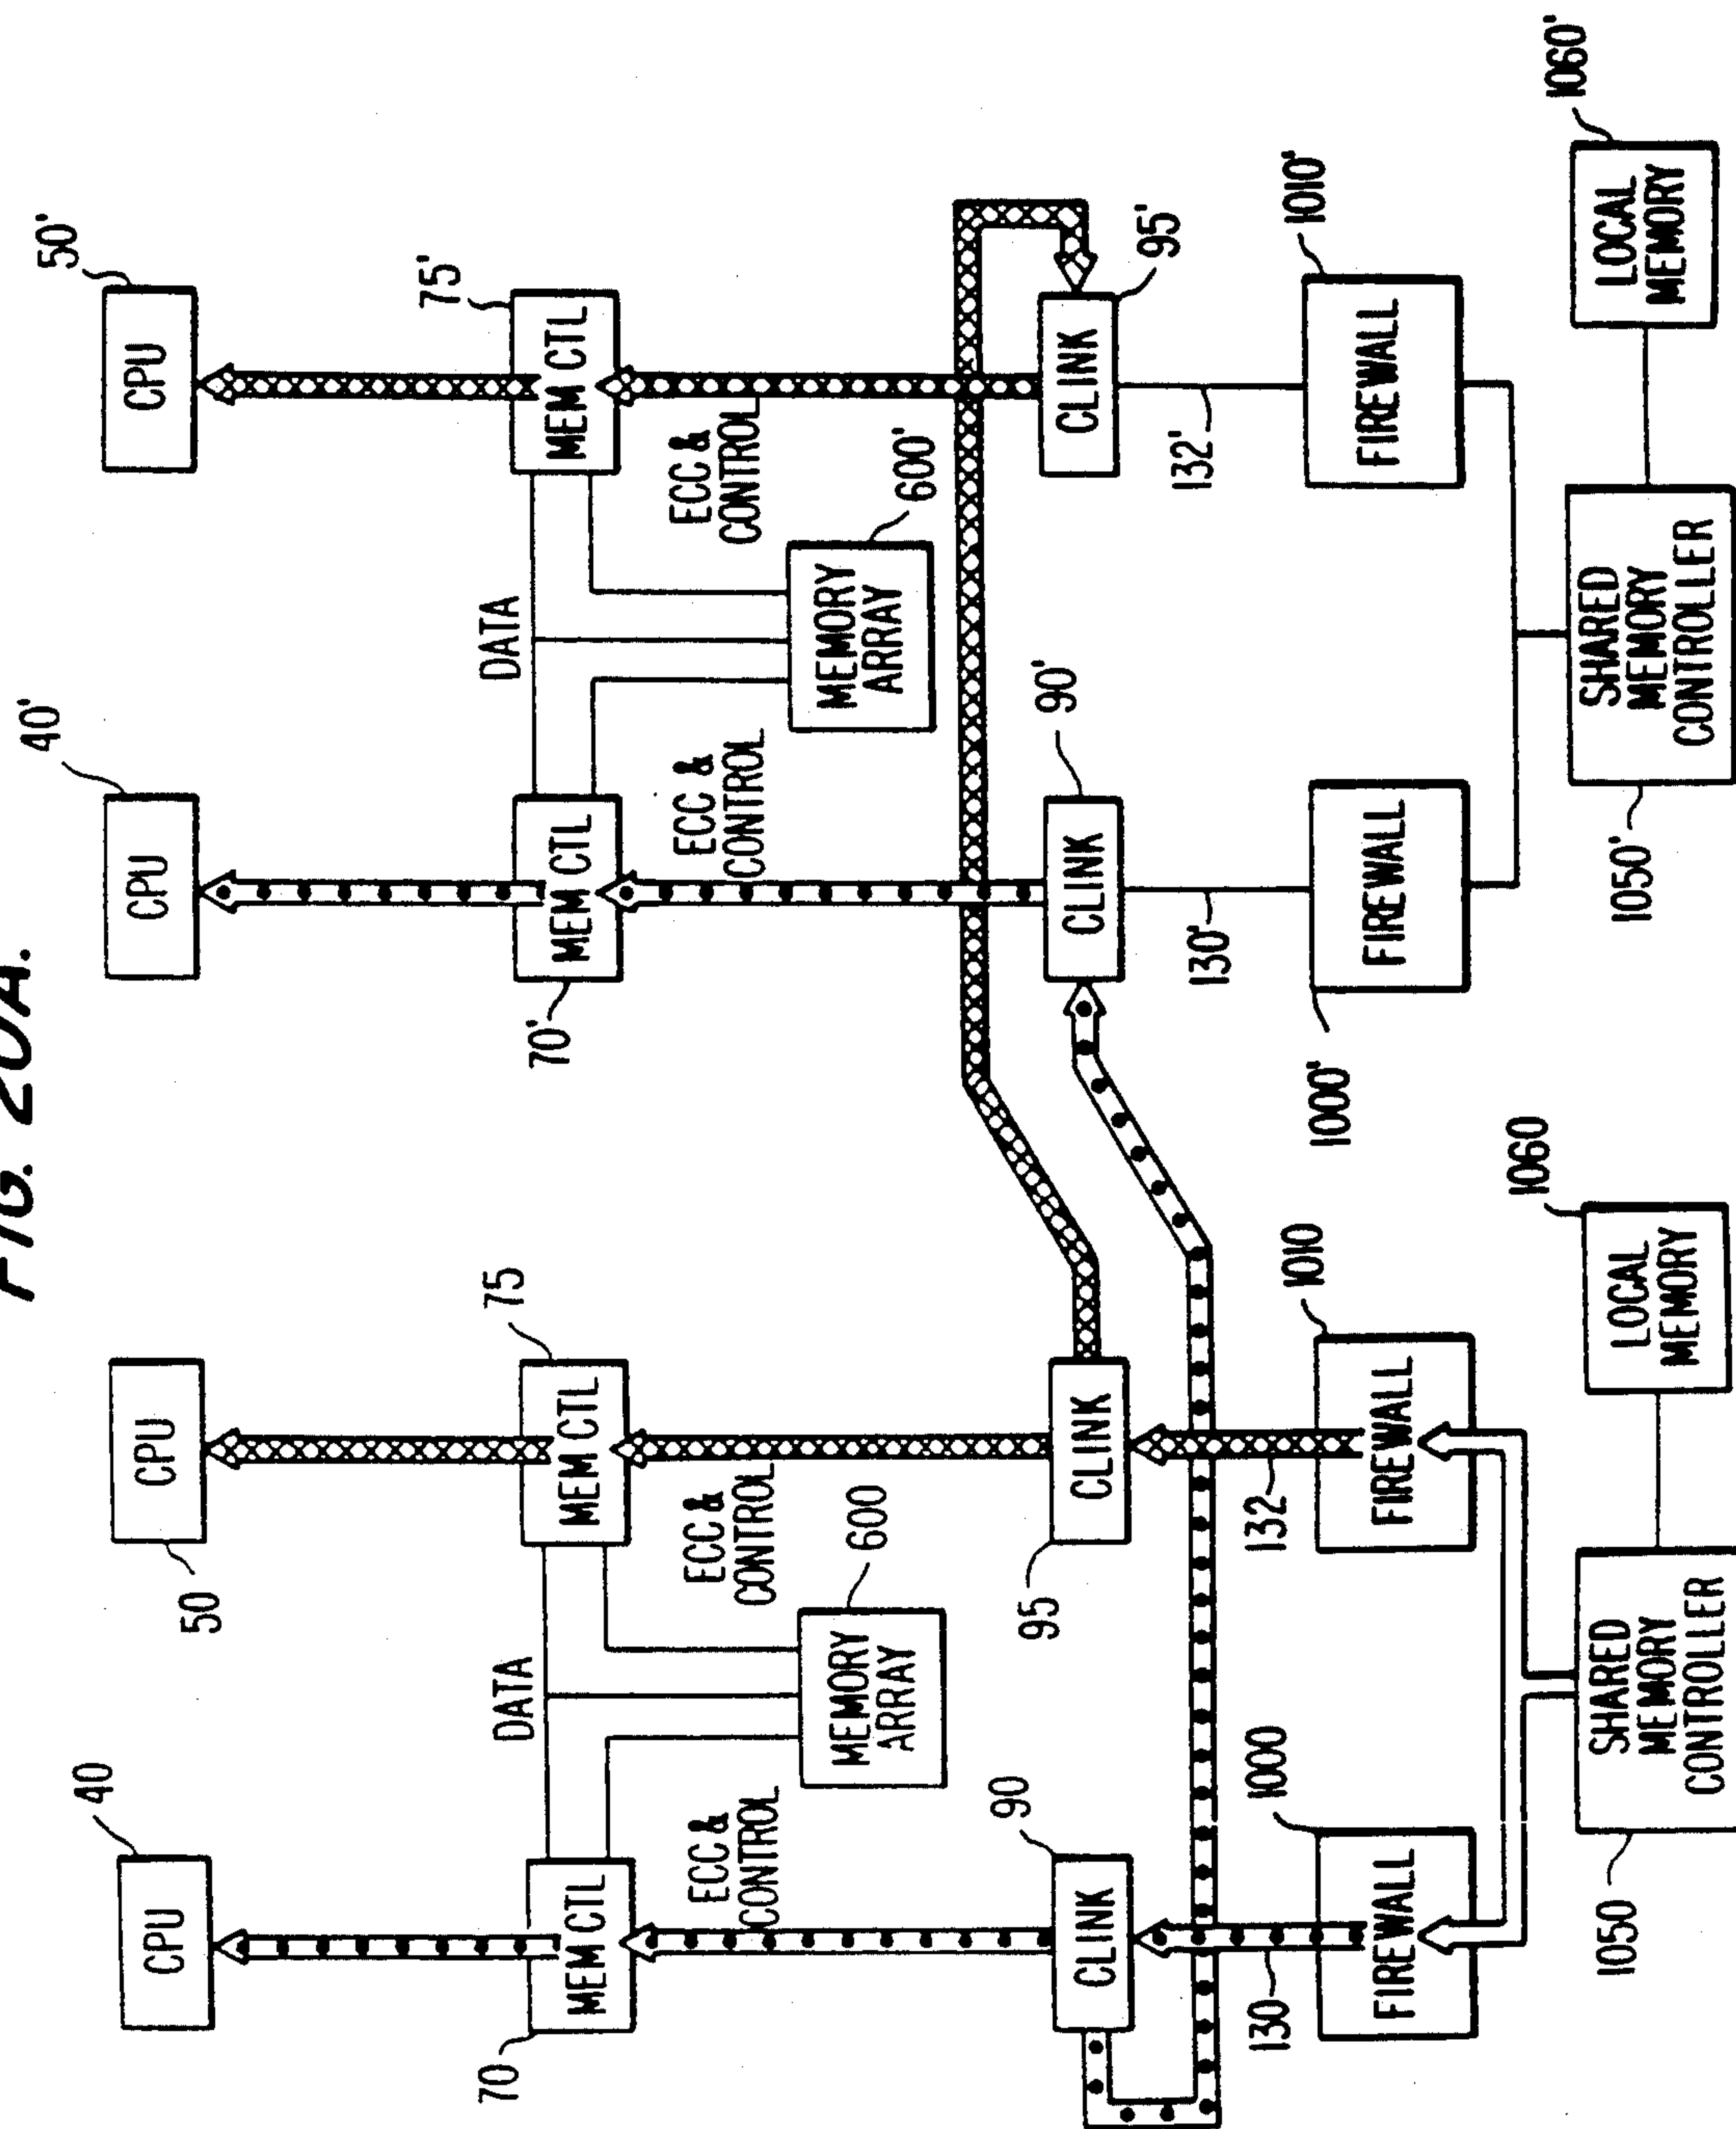 FIG. 20A.
40
CPU
50
CPU
40'
CPU
50'
CPU
70
MEM CTL
DATA
75
MEM CTL
70'
MEM CTL
DATA
75'
MEM CTL
ECC &
CONTROL
ECC &
CONTROL
600
MEMORY
ARRAY
ECC &
CONTROL
ECC &
CONTROL
600'
MEMORY
ARRAY
90
CLINK
95
CLINK
90'
CLINK
95'
CLINK
130
132
130'
132'
1000
FIREWALL
1010
FIREWALL
1000'
FIREWALL
1010'
FIREWALL
1050
SHARED
MEMORY
CONTROLLER
1060
LOCAL
MEMORY
1050'
SHARED
MEMORY
CONTROLLER
1060'
LOCAL
MEMORY